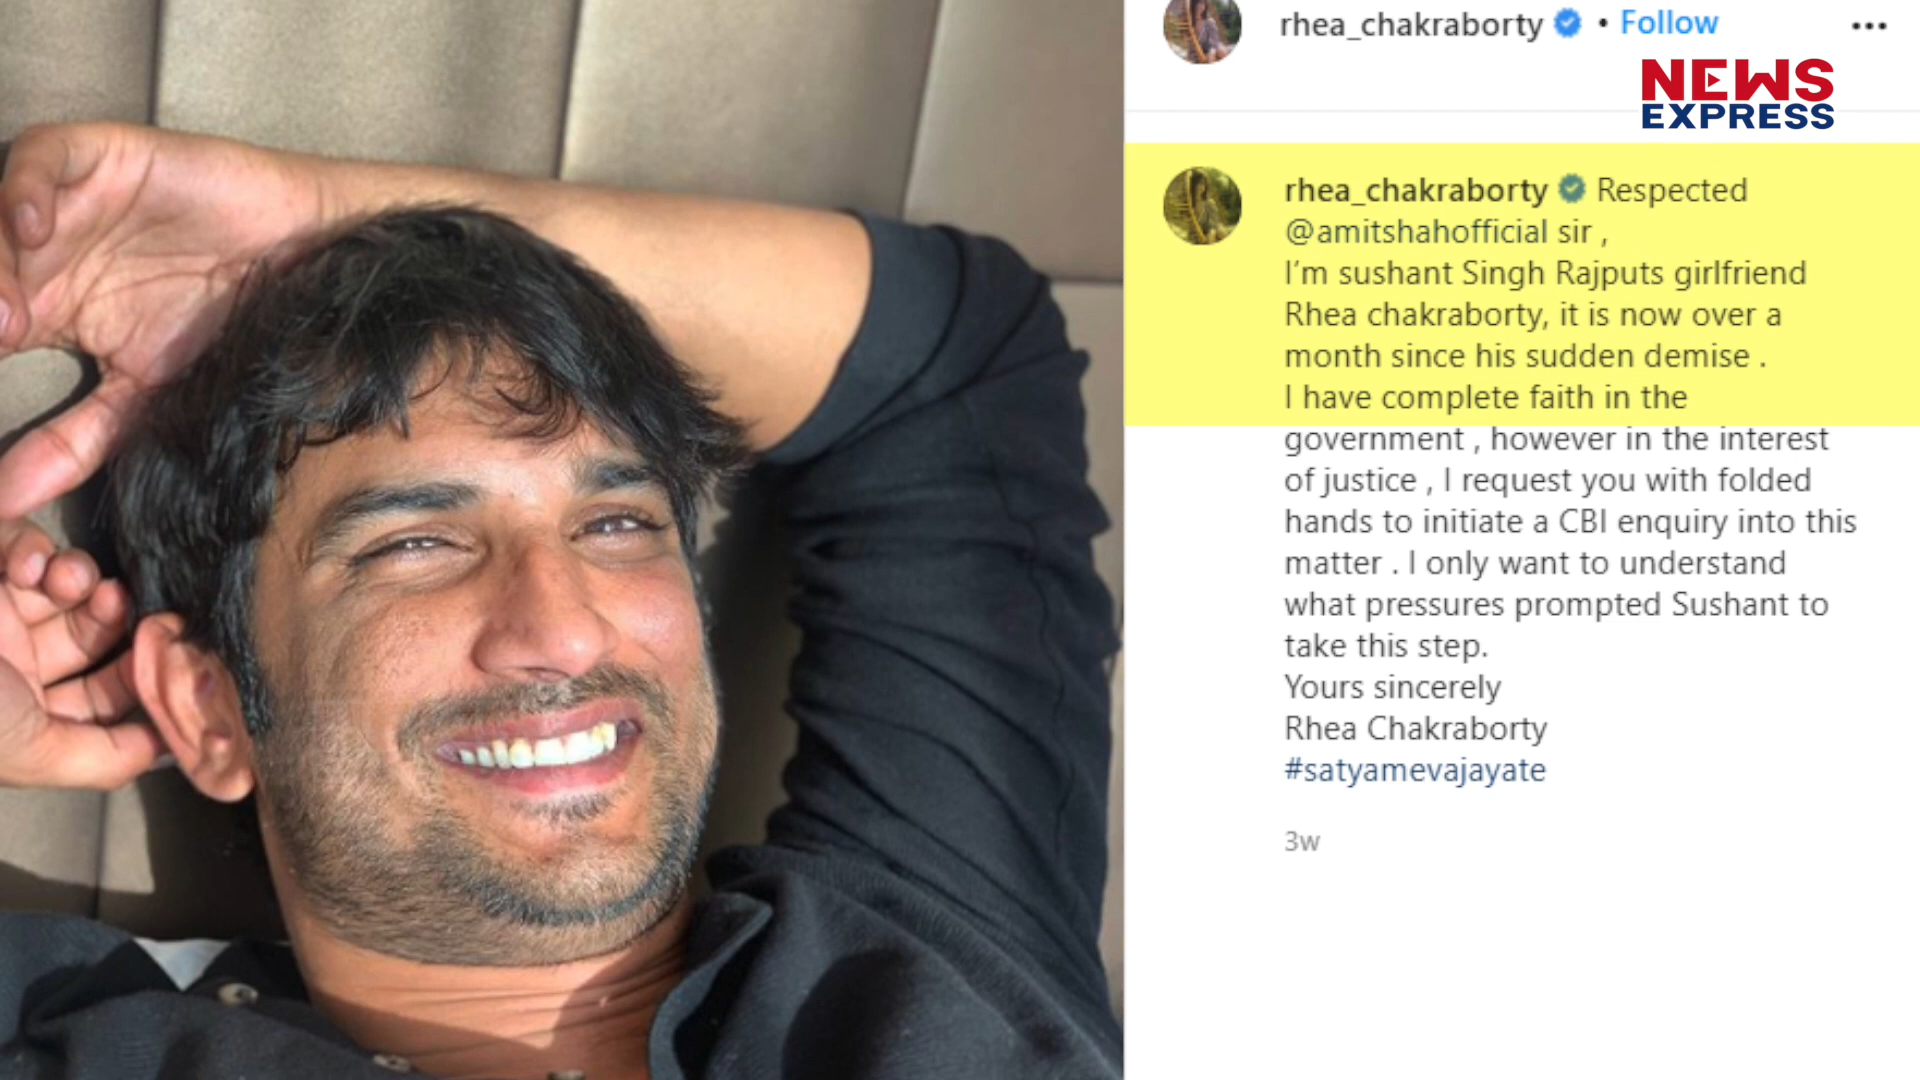 rhea_chakraborty • Follow
NEWS
EXPRESS
rhea_chakraborty Respected
@amitshahofficial sir ,
I'm sushant Singh Rajputs girlfriend
Rhea chakraborty, it is now over a
month since his sudden demise .
I have complete faith in the
government , however in the interest
of justice , I request you with folded
hands to initiate a CBI enquiry into this
matter . I only want to understand
what pressures prompted Sushant to
take this step.
Yours sincerely
Rhea Chakraborty
#satyamevajayate
3w